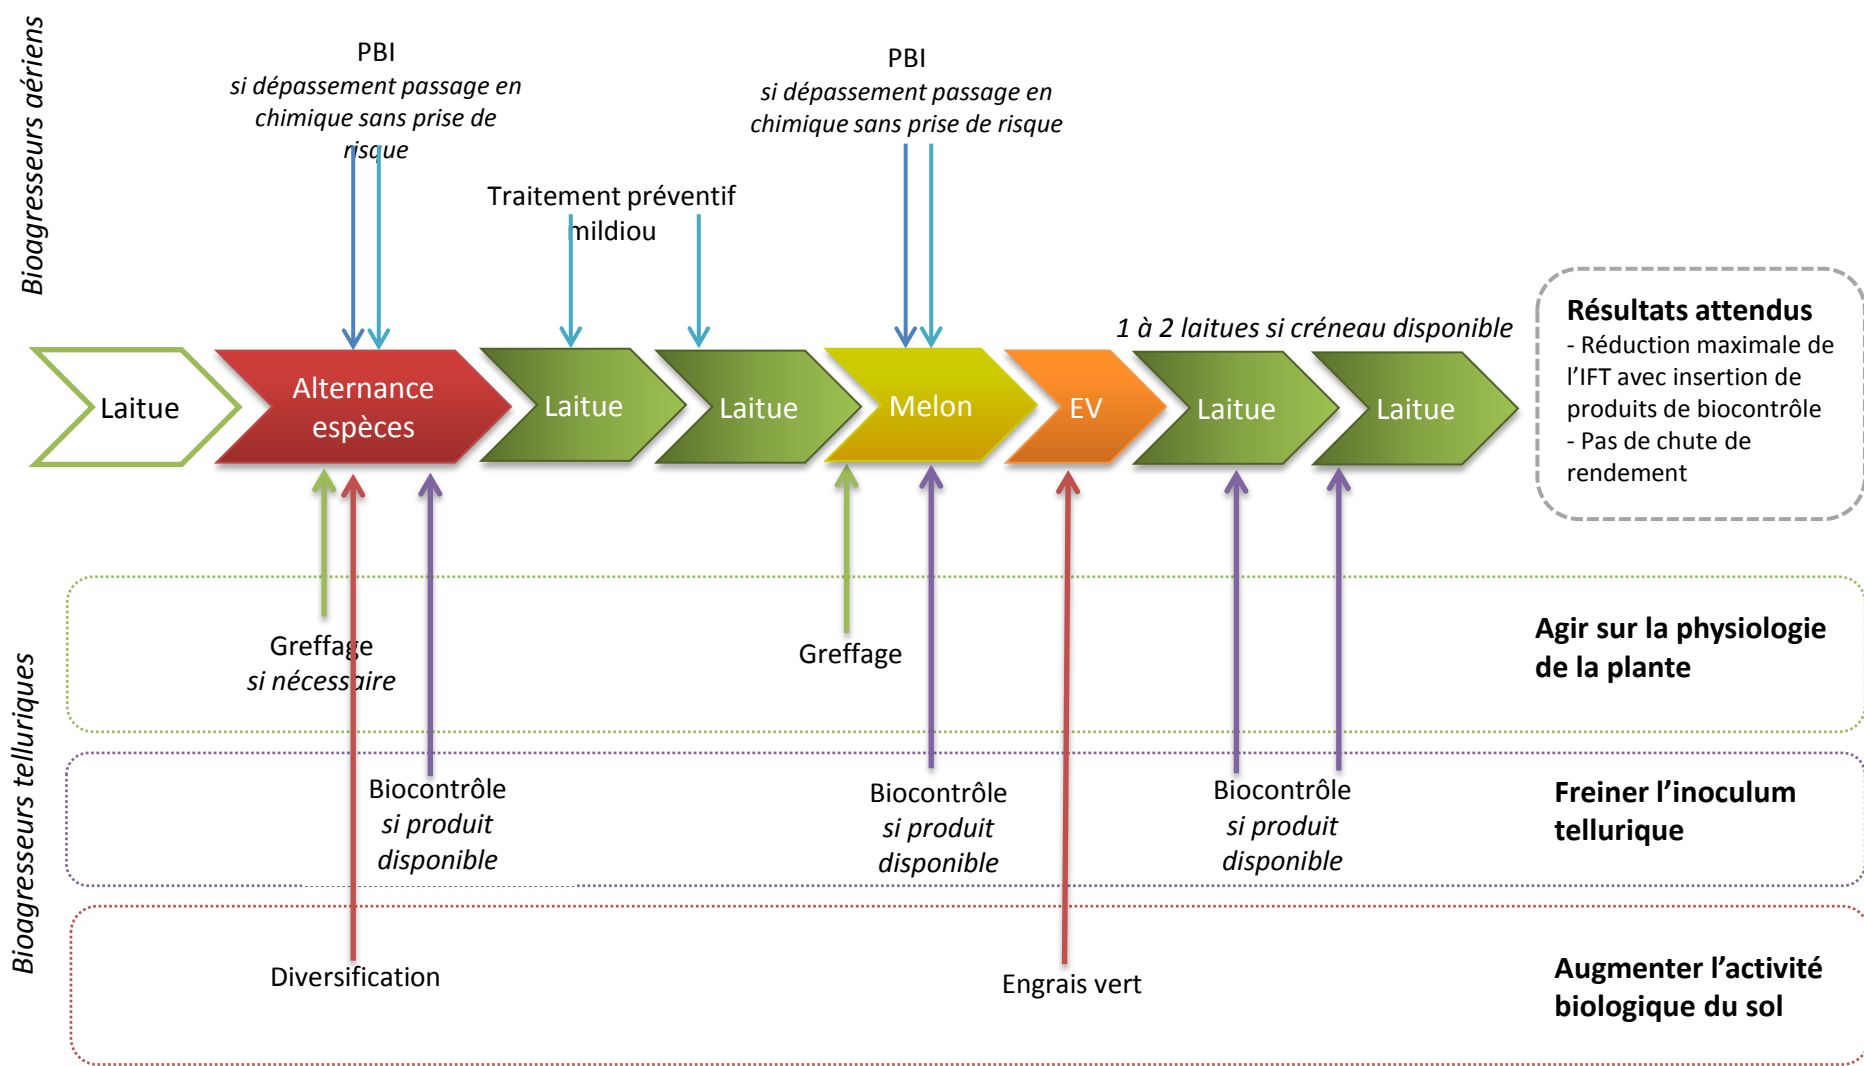 Bioagresseurs aériens
PBI
si dépassement passage en
chimique sans prise de
risque
PBI
si dépassement passage en
chimique sans prise de risque
Traitement préventif
mildiou
1 à 2 laitues si créneau disponible
Laitue
Alternance
espèces
Laitue
Laitue
Melon
EV
Laitue
Laitue
Résultats attendus
- Réduction maximale de
l’IFT avec insertion de
produits de biocontrôle
- Pas de chute de
rendement
Bioagresseurs telluriques
Greffage
si nécessaire
Greffage
Agir sur la physiologie
de la plante
Biocontrôle
si produit
disponible
Biocontrôle
si produit
disponible
Biocontrôle
si produit
disponible
Freiner l’inoculum
tellurique
Diversification
Engrais vert
Augmenter l’activité
biologique du sol